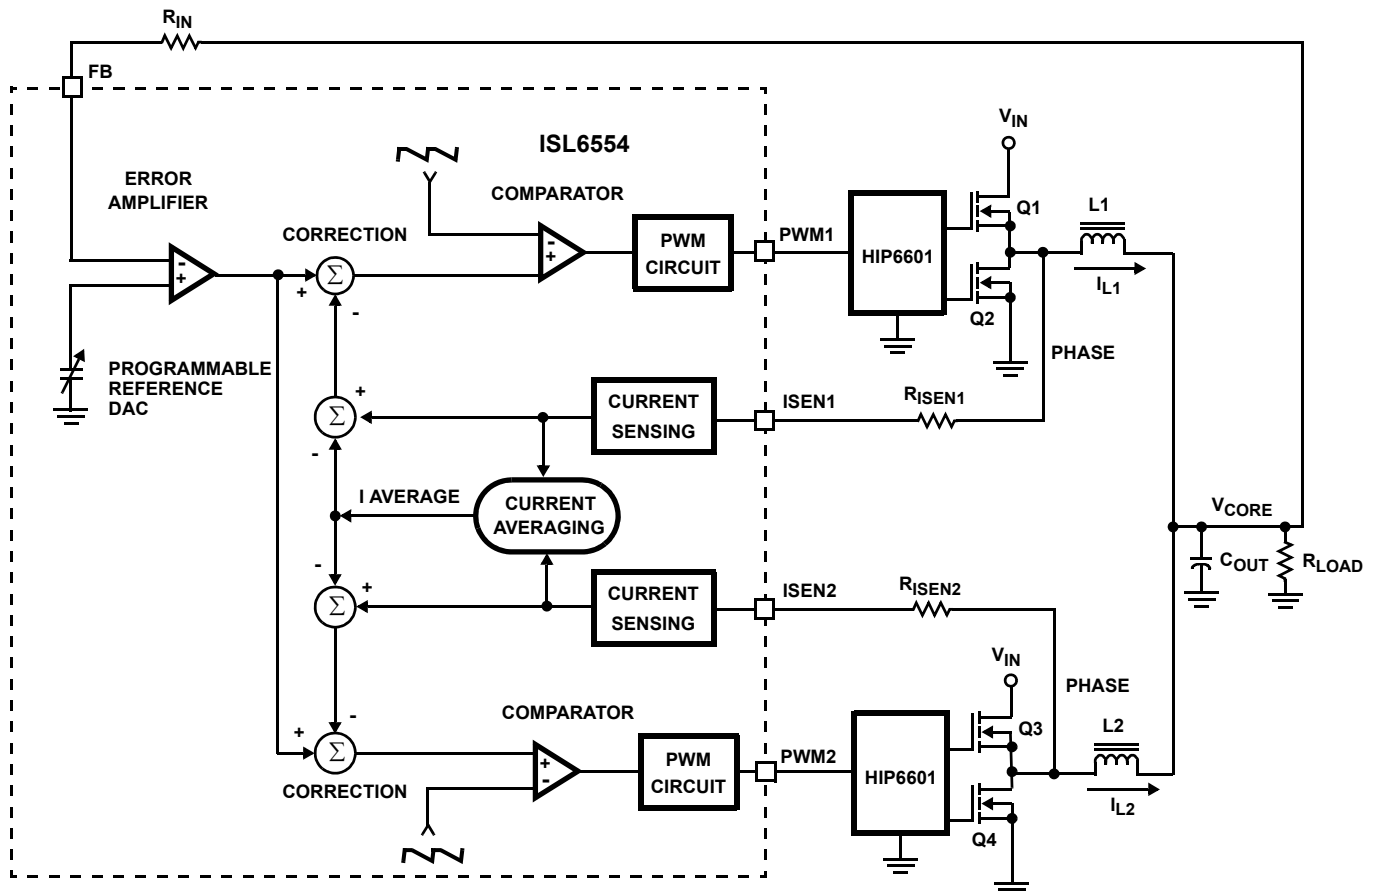 RIN
FB
ISL6554
VIN
ERROR
AMPLIFIER
COMPARATOR
CORRECTION
-
+
-
+
+
Σ
-
PWM
CIRCUIT
PWM1
HIP6601
Q1
Q2
L1
IL1
PHASE
PROGRAMMABLE
REFERENCE
DAC
+
Σ
-
CURRENT
SENSING
ISEN1
RISEN1
I AVERAGE
CURRENT
AVERAGING
VCORE
COUT
RLOAD
-
+
Σ
CURRENT
SENSING
ISEN2
RISEN2
VIN
PHASE
-
+
Σ
CORRECTION
COMPARATOR
+
-
PWM
CIRCUIT
PWM2
HIP6601
Q3
Q4
L2
IL2